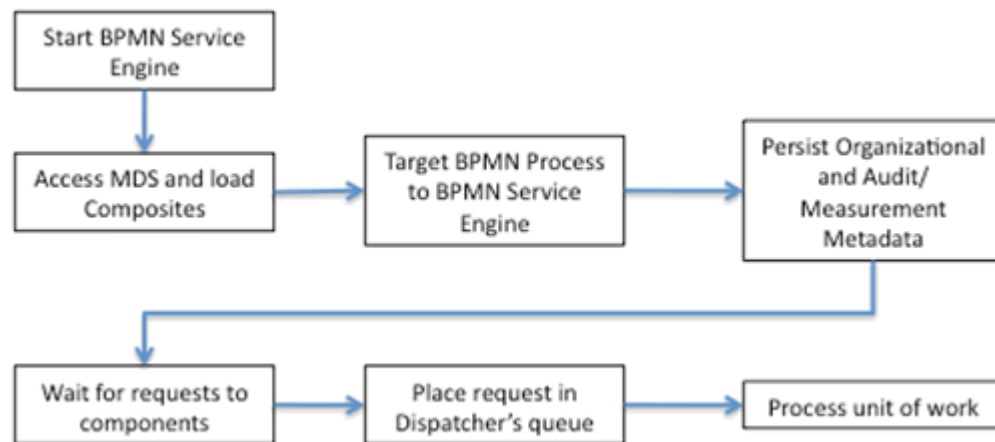 Start BPMN Service
Engine
Access MDS and load
Composites
Target BPMN Process
to BPMN Service
Engine
Persist Organizational
and Audit/
Measurement
Metadata
Wait for requests to
components
Place request in
Dispatcher's queue
Process unit of work